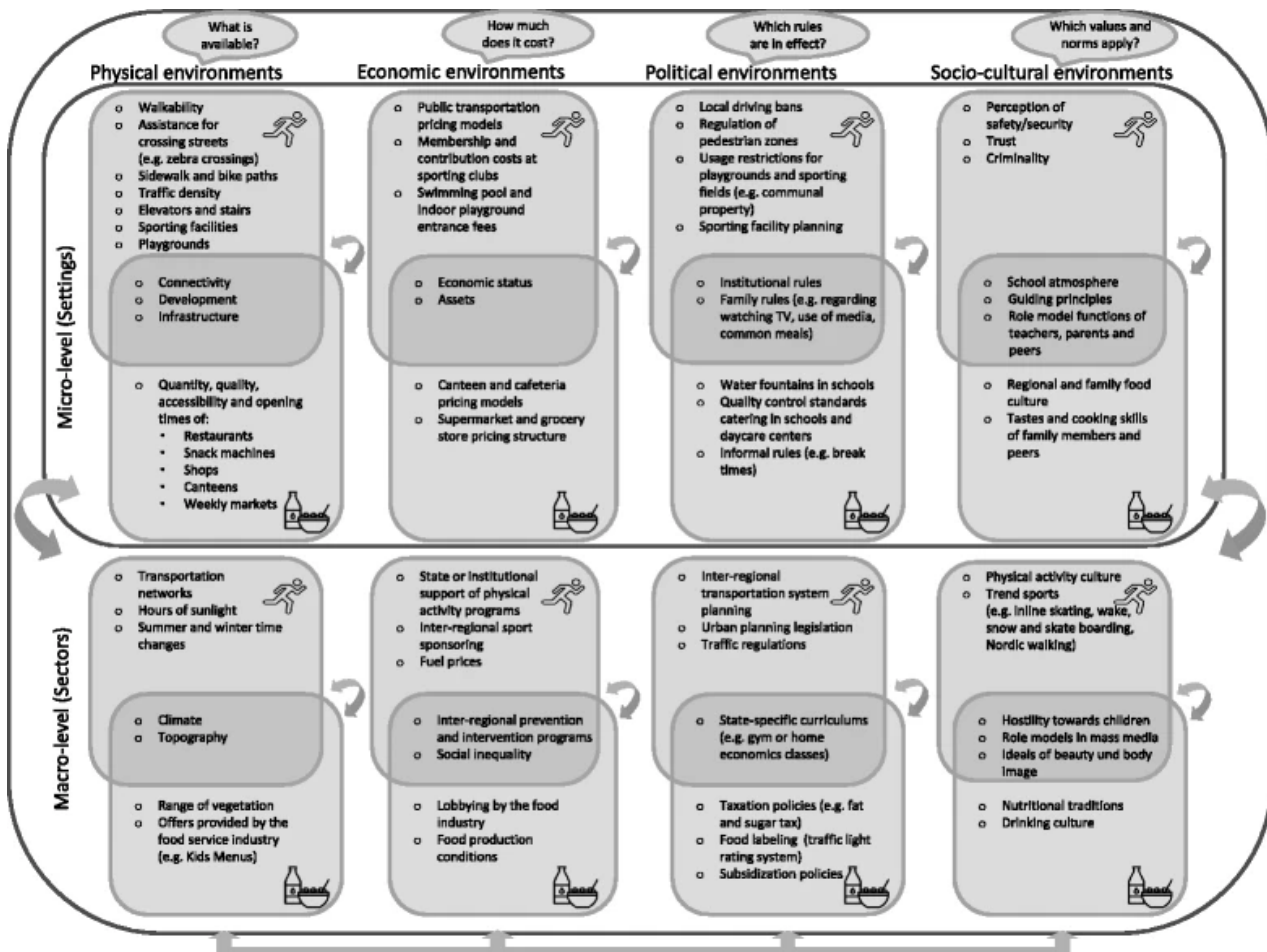 What is
available?
How much
does it cost?
Which rules
are in effect?
Which values and
norms apply?
Physical environments
Economic environments
Political environments
Socio-cultural environments
Micro-level (Settings)
o Walkability
o Assistance for
crossing streets
(e.g. zebra crossings)
o Sidewalk and bike paths
o Traffic density
o Elevators and stairs
o Sporting facilities
o Playgrounds
o Connectivity
o Development
o Infrastructure
o Quantity, quality,
accessibility and opening
times of:
• Restaurants
• Snack machines
• Shops
• Canteens
• Weekly markets
o Public transportation
pricing models
o Membership and
contribution costs at
sporting clubs
o Swimming pool and
indoor playground
entrance fees
o Economic status
o Assets
o Canteen and cafeteria
pricing models
o Supermarket and grocery
store pricing structure
o Local driving bans
o Regulation of
pedestrian zones
o Usage restrictions for
playgrounds and sporting
fields (e.g. communal
property)
o Sporting facility planning
o Institutional rules
o Family rules (e.g. regarding
watching TV, use of media,
common meals)
o Water fountains in schools
o Quality control standards
catering in schools and
daycare centers
o Informal rules (e.g. break
times)
o Perception of
safety/security
o Trust
o Criminality
o School atmosphere
o Guiding principles
o Role model functions of
teachers, parents and
peers
o Regional and family food
culture
o Tastes and cooking skills
of family members and
peers
Macro-level (Sectors)
o Transportation
networks
o Hours of sunlight
o Summer and winter time
changes
o Climate
o Topography
o Range of vegetation
o Offers provided by the
food service industry
(e.g. Kids Menus)
o State or institutional
support of physical
activity programs
o Inter-regional sport
sponsoring
o Fuel prices
o Inter-regional prevention
and intervention programs
o Social inequality
o Lobbying by the food
industry
o Food production
conditions
o Inter-regional
transportation system
planning
o Urban planning legislation
o Traffic regulations
o State-specific curriculums
(e.g. gym or home
economics classes)
o Taxation policies (e.g. fat
and sugar tax)
o Food labeling (traffic light
rating system)
o Subsidization policies
o Physical activity culture
o Trend sports
(e.g. inline skating, wake,
snow and skate boarding,
Nordic walking)
o Hostility towards children
o Role models in mass media
o Ideals of beauty und body
image
o Nutritional traditions
o Drinking culture